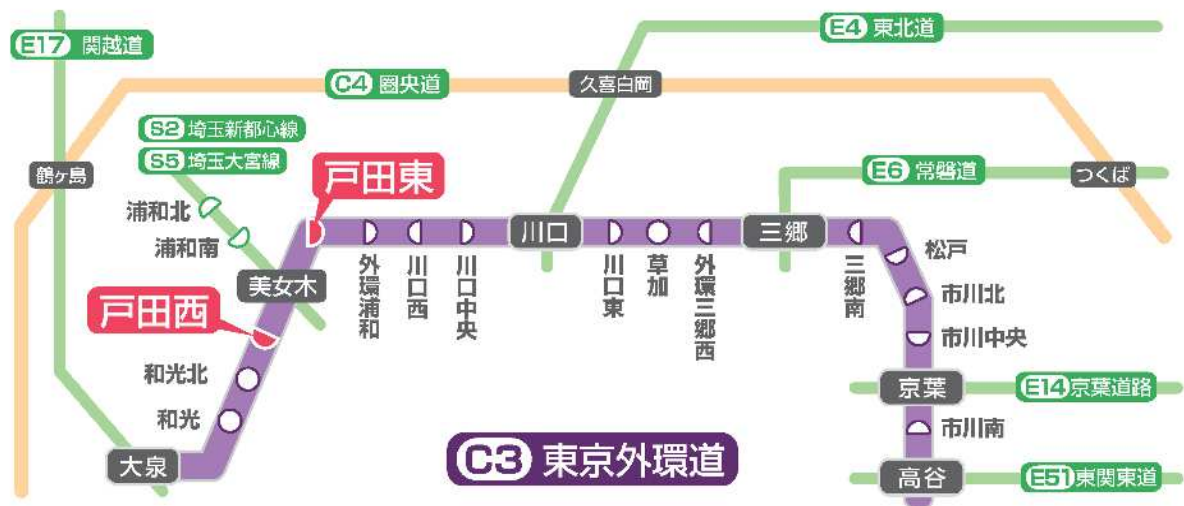 E17 関越道
E4 東北道
C4 圏央道
久喜白岡
S2 埼玉新都心線
S5 埼玉大宮線
鶴ヶ島
戸田東
E6 常磐道
つくば
浦和北
浦和南
美女木
戸田西
外環浦和
川口西
川口中央
川口
川口東
草加
外環三郷西
三郷
三郷南
松戸
市川北
市川中央
和光北
和光
大泉
京葉
E14 京葉道路
市川南
C3 東京外環道
高谷
E51 東関東道